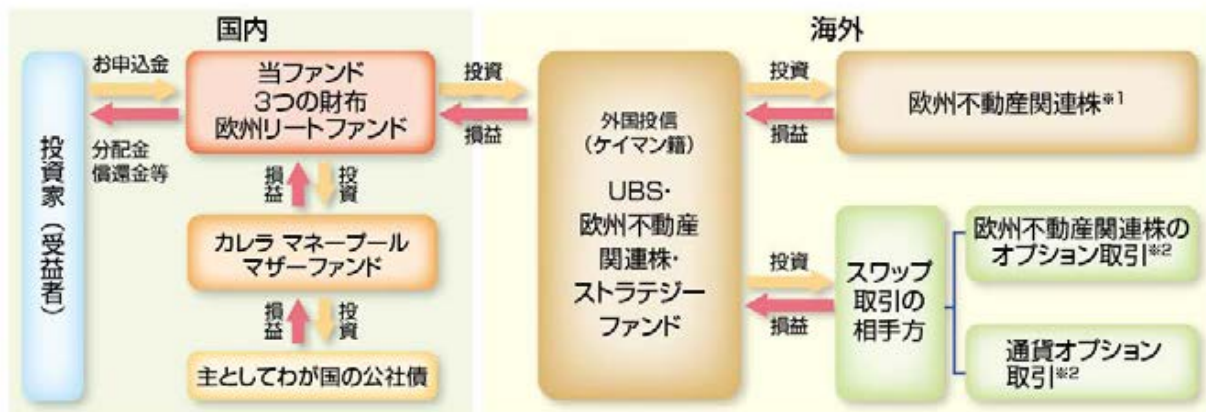 国内
海外
投資家（受益者）
お申込金
分配金
償還金等
当ファンド
3つの財布
欧州リートファンド
損益
投資
カレラ マネープール
マザーファンド
損益
投資
主としてわが国の公社債
投資
損益
外国投信
（ケイマン籍）
UBS・
欧州不動産
関連株・
ストラテジー
ファンド
投資
損益
欧州不動産関連株※1
投資
損益
スワップ
取引の
相手方
欧州不動産関連株の
オプション取引※2
通貨オプション
取引※2